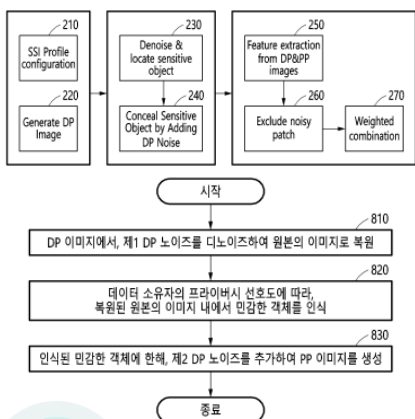 210
SSI Profile
configuration
220
Generate DP
Image
230
Denoise &
locate sensitive
object
240
Conceal Sensitive
Object by Adding
DP Noise
250
Feature extraction
from DP&PP
images
260
Exclude noisy
patch
270
Weighted
combination
시작
810
DP 이미지에서, 제1 DP 노이즈를 디노이즈하여 원본의 이미지로 복원
820
데이터 소유자의 프라이버시 선호도에 따라,
복원된 원본의 이미지 내에서 민감한 객체를 인식
830
인식된 민감한 객체에 한해, 제2 DP 노이즈를 추가하여 PP 이미지를 생성
종료